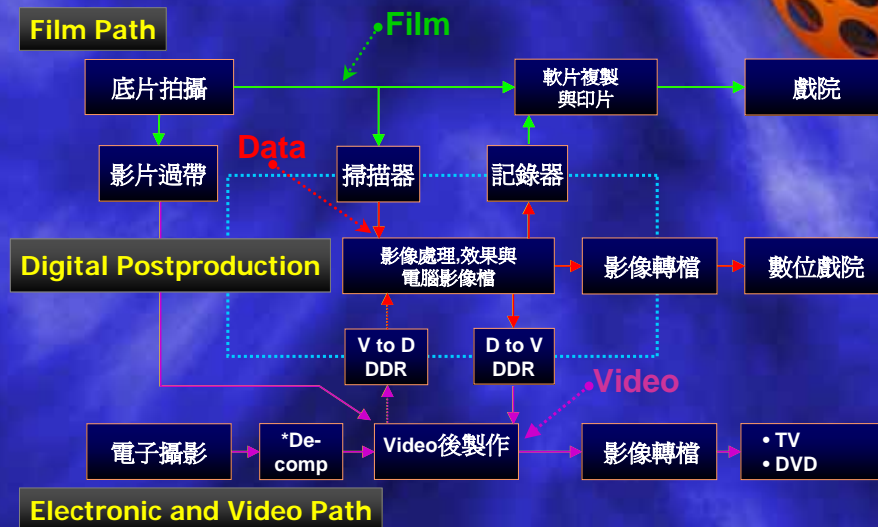 Film Path
Film
底片拍攝
軟片複製
與印片
戲院
影片過帶
Data
掃描器
記錄器
Digital Postproduction
影像處理,效果與
電腦影像檔
影像轉檔
數位戲院
V to D
DDR
D to V
DDR
Video
電子攝影
*De-
comp
Video後製作
影像轉檔
• TV
• DVD
Electronic and Video Path